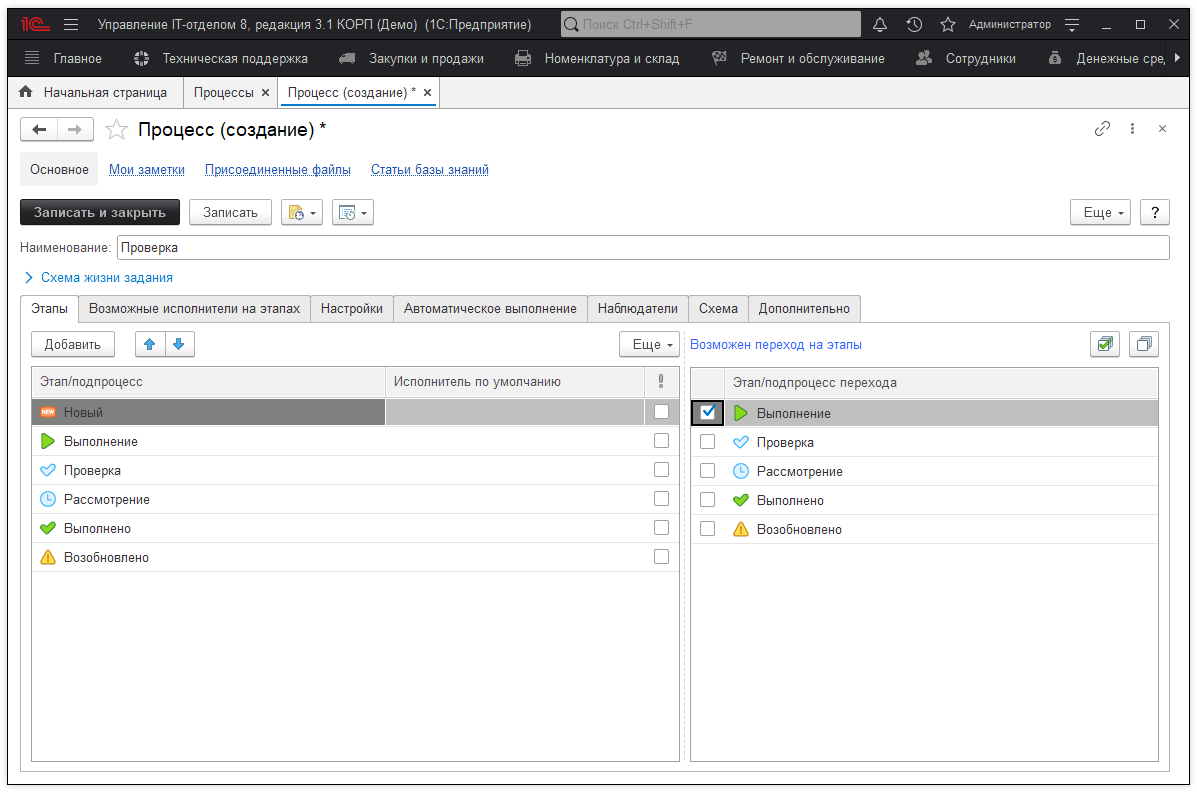 1С Управление IT-отделом 8, редакция 3.1 КОРП (Демо) (1С:Предприятие) Поиск Ctrl+Shift+F Администратор
Главное Техническая поддержка Закупки и продажи Номенклатура и склад Ремонт и обслуживание Сотрудники Денежные сре
Начальная страница Процессы × Процесс (создание) * ×
Процесс (создание) *
Основное Мои заметки Присоединенные файлы Статьи базы знаний
Записать и закрыть Записать Еще ?
Наименование: Проверка
Схема жизни задания
Этапы Возможные исполнители на этапах Настройки Автоматическое выполнение Наблюдатели Схема Дополнительно
Добавить Еще Возможен переход на этапы
Этап/подпроцесс Исполнитель по умолчанию ! Этап/подпроцесс перехода
NEW Новый Выполнение
Выполнение Проверка
Проверка Рассмотрение
Рассмотрение Выполнено
Выполнено Возобновлено
Возобновлено